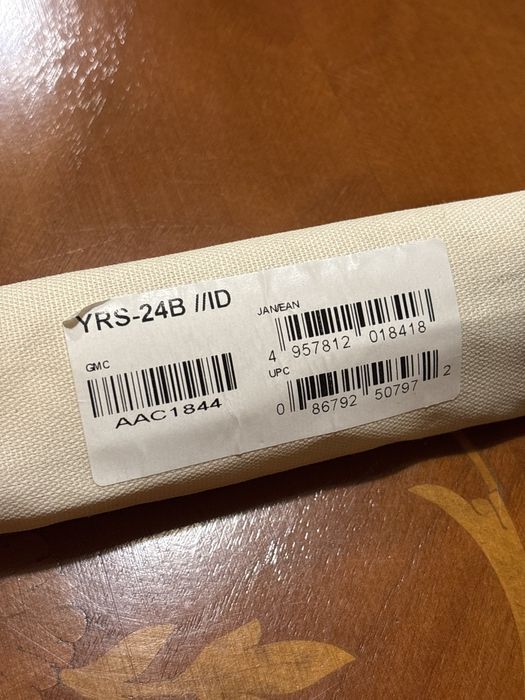 YRS-24B //ID
GMC
AAC1844
JAN/EAN
4 957812 018418
UPC
0 86792 50797 2